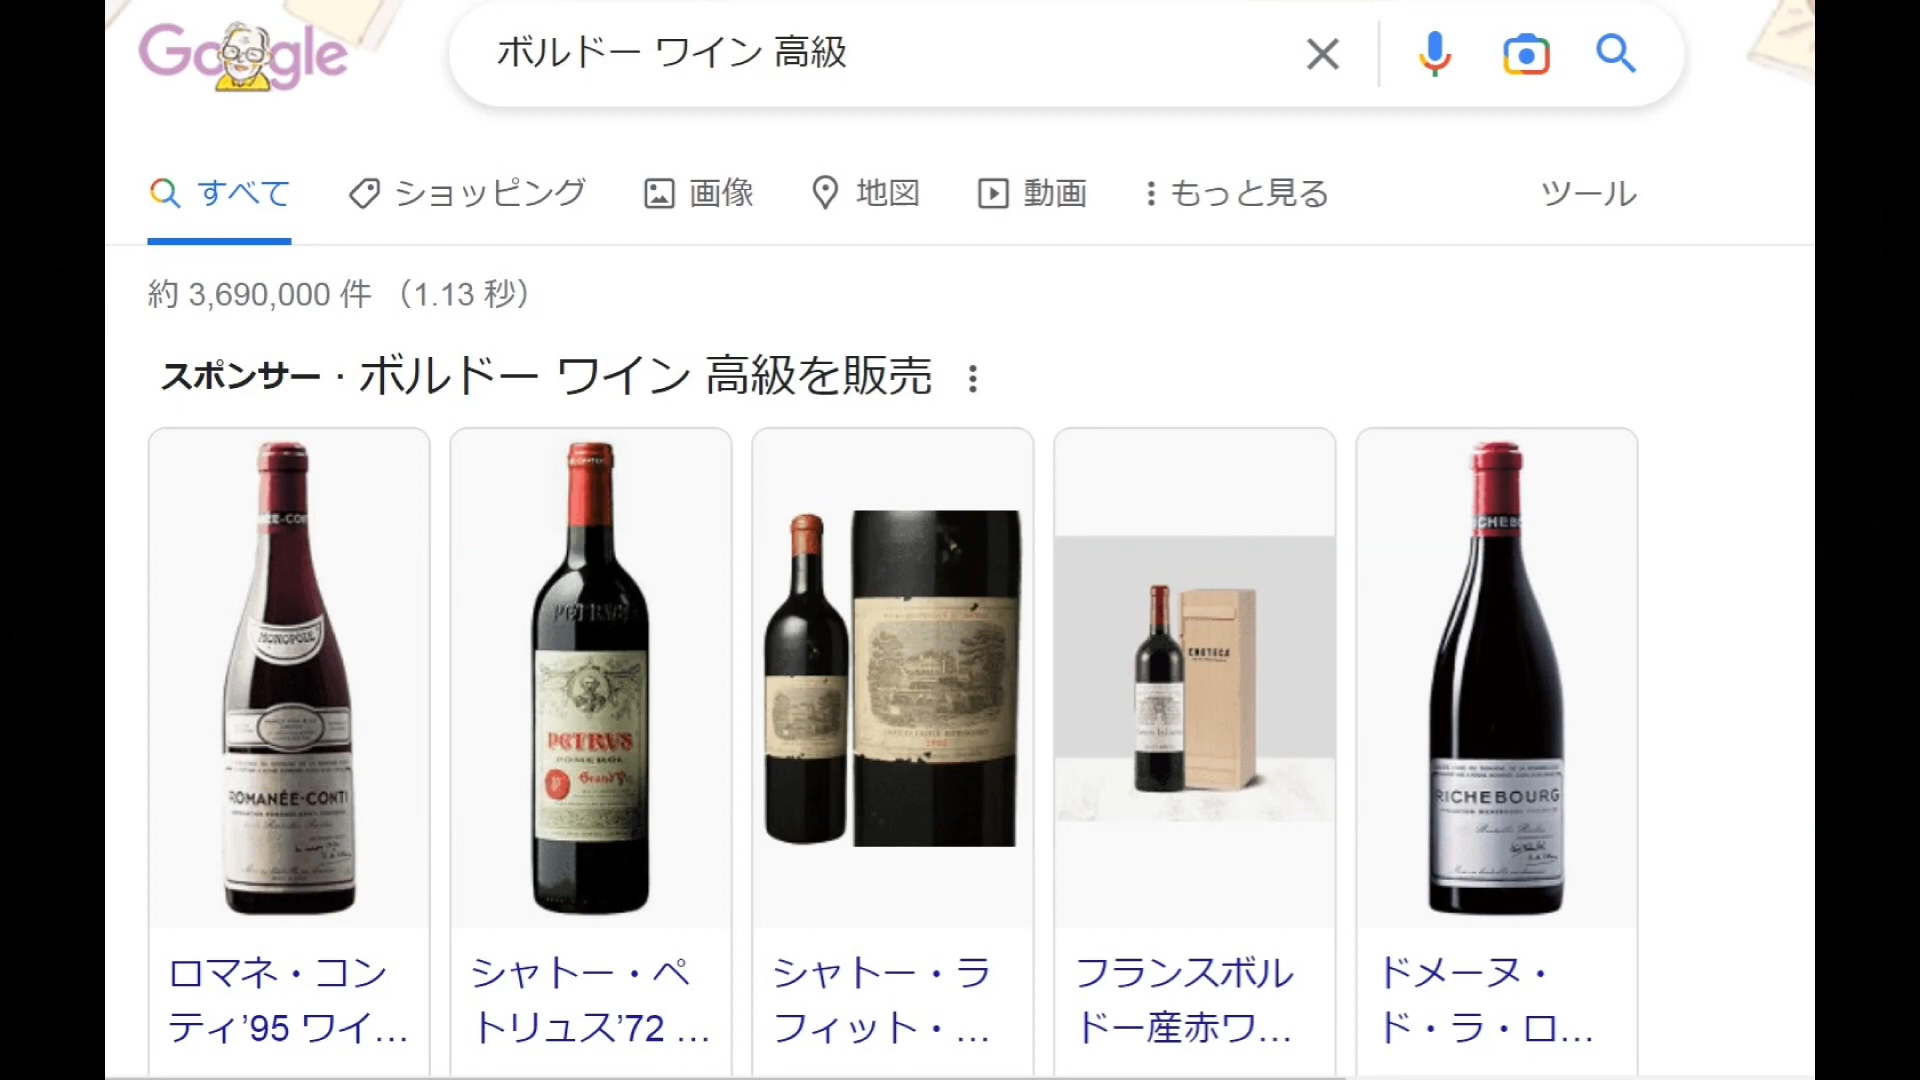 Google
ボルドー ワイン 高級
すべて ショッピング 画像 地図 動画 もっと見る ツール
約 3,690,000 件 （1.13 秒）
スポンサー · ボルドー ワイン 高級を販売
MONOPOLE
ROMANÉE-CONTI
PETRUS
PETRUS
POMEROL
Grand
ENOTECA
RICHEBOURG
ロマネ・コン
ティ’95 ワイ...
シャトー・ペ
トリュス’72 ...
シャトー・ラ
フィット・ ...
フランスボル
ドー産赤ワ...
ドメーヌ・
ド・ラ・ロ...